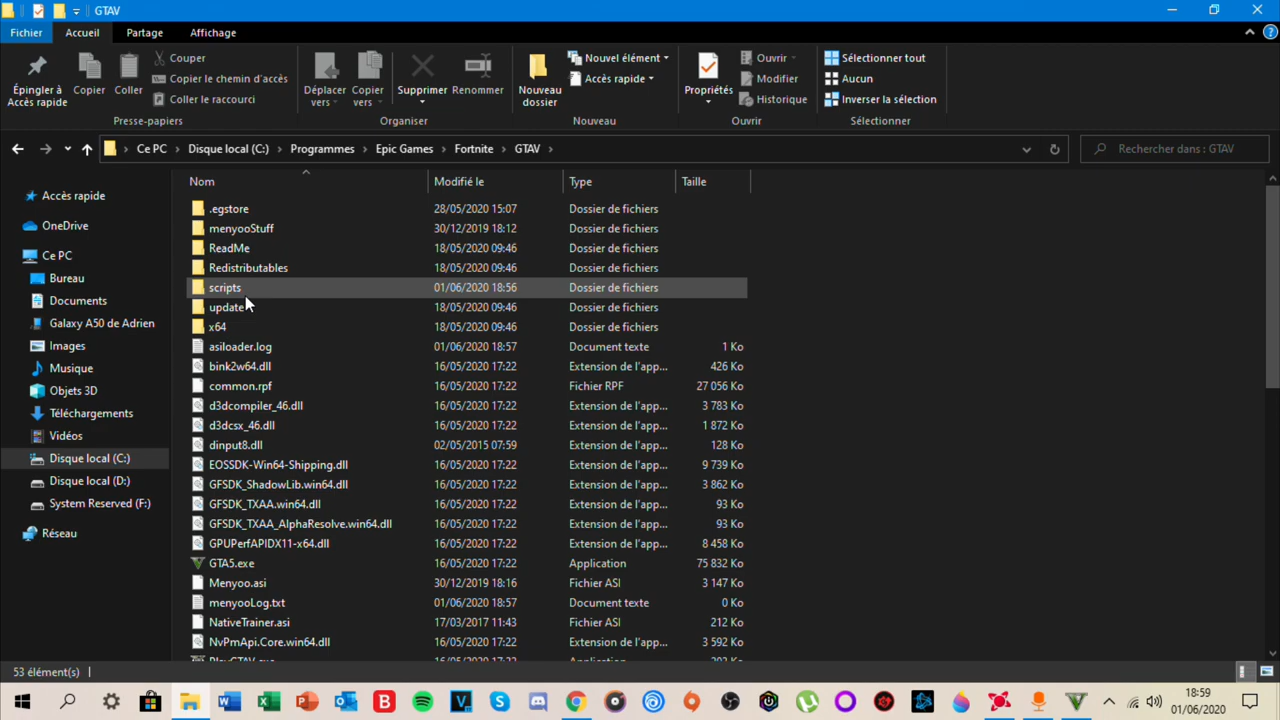 GTAV
Fichier Accueil Partage Affichage
Épingler à Accès rapide
Copier
Coller
Couper
Copier le chemin d'accès
Coller le raccourci
Presse-papiers
Déplacer vers
Copier vers
Supprimer
Renommer
Organiser
Nouveau dossier
Nouvel élément
Accès rapide
Nouveau
Propriétés
Ouvrir
Modifier
Historique
Ouvrir
Sélectionner tout
Aucun
Inverser la sélection
Sélectionner
Ce PC Disque local (C:) Programmes Epic Games Fortnite GTAV
Rechercher dans : GTAV
Accès rapide
OneDrive
Ce PC
Bureau
Documents
Galaxy A50 de Adrien
Images
Musique
Objets 3D
Téléchargements
Vidéos
Disque local (C:)
Disque local (D:)
System Reserved (F:)
Réseau
Nom Modifié le Type Taille
.egstore 28/05/2020 15:07 Dossier de fichiers
menyooStuff 30/12/2019 18:12 Dossier de fichiers
ReadMe 18/05/2020 09:46 Dossier de fichiers
Redistributables 18/05/2020 09:46 Dossier de fichiers
scripts 01/06/2020 18:56 Dossier de fichiers
update 18/05/2020 09:46 Dossier de fichiers
x64 18/05/2020 09:46 Dossier de fichiers
asiloader.log 01/06/2020 18:57 Document texte 1 Ko
bink2w64.dll 16/05/2020 17:22 Extension de l'app... 426 Ko
common.rpf 16/05/2020 17:22 Fichier RPF 27 056 Ko
d3dcompiler_46.dll 16/05/2020 17:22 Extension de l'app... 3 783 Ko
d3dcsx_46.dll 16/05/2020 17:22 Extension de l'app... 1 872 Ko
dinput8.dll 02/05/2015 07:59 Extension de l'app... 128 Ko
EOSSDK-Win64-Shipping.dll 16/05/2020 17:22 Extension de l'app... 9 739 Ko
GFSDK_ShadowLib.win64.dll 16/05/2020 17:22 Extension de l'app... 3 862 Ko
GFSDK_TXAA.win64.dll 16/05/2020 17:22 Extension de l'app... 93 Ko
GFSDK_TXAA_AlphaResolve.win64.dll 16/05/2020 17:22 Extension de l'app... 93 Ko
GPUPerfAPIDX11-x64.dll 16/05/2020 17:22 Extension de l'app... 8 458 Ko
GTA5.exe 16/05/2020 17:22 Application 75 832 Ko
Menyoo.asi 30/12/2019 18:16 Fichier ASI 3 147 Ko
menyooLog.txt 01/06/2020 18:57 Document texte 0 Ko
NativeTrainer.asi 17/03/2017 11:43 Fichier ASI 212 Ko
NvPmApi.Core.win64.dll 16/05/2020 17:22 Extension de l'app... 3 592 Ko
53 élément(s)
18:59
01/06/2020